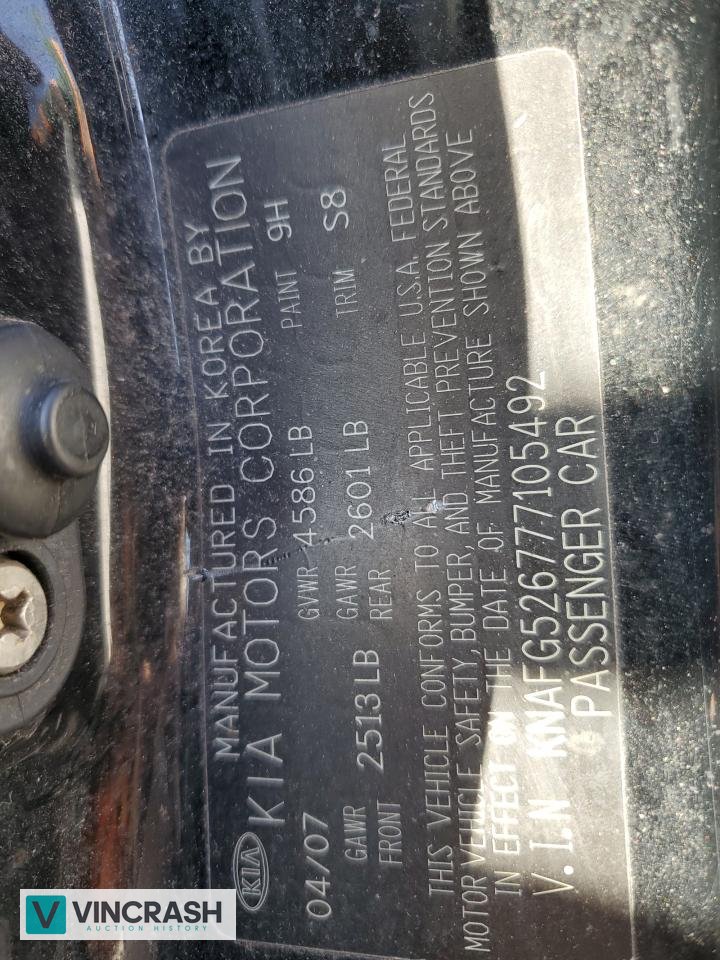 MANUFACTURED IN KOREA BY
KIA KIA MOTORS CORPORATION
04/07 GVWR 4586 LB PAINT 9H
GAWR FRONT 2513 LB GAWR REAR 2601 LB TRIM S8
THIS VEHICLE CONFORMS TO ALL APPLICABLE U.S.A. FEDERAL
MOTOR VEHICLE SAFETY, BUMPER, AND THEFT PREVENTION STANDARDS
IN EFFECT ON THE DATE OF MANUFACTURE SHOWN ABOVE
V.I.N KNAFG526777105492
PASSENGER CAR
V VINCRASH
AUCTION HISTORY